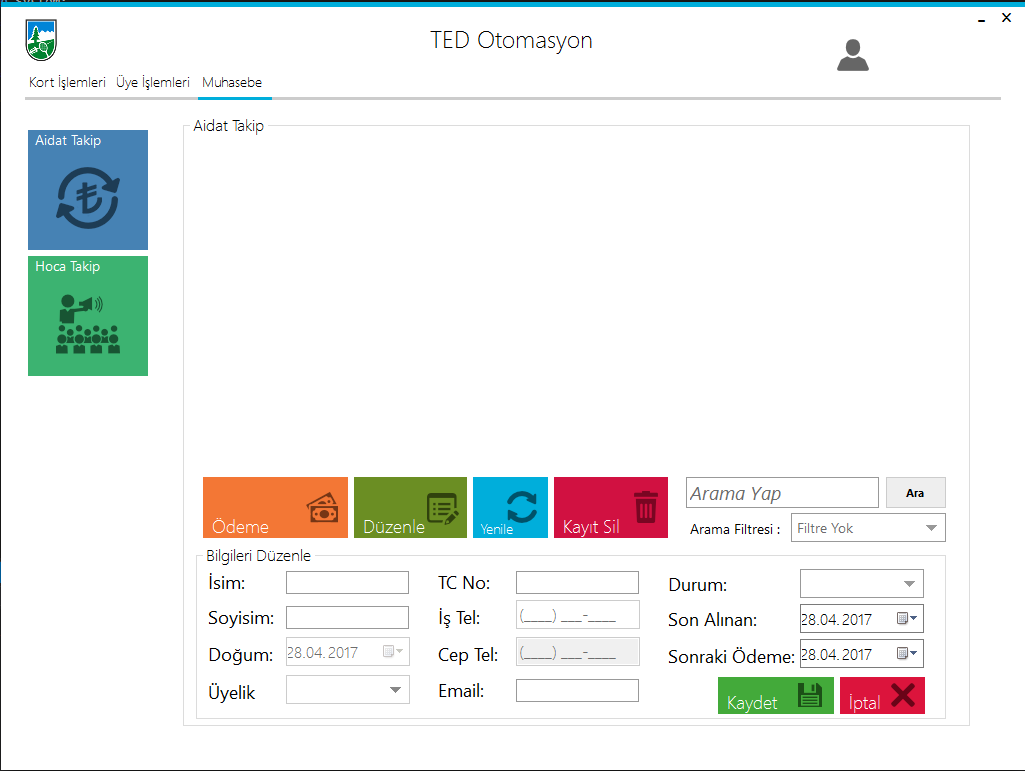 TED Otomasyon
Kort İşlemleri Üye İşlemleri Muhasebe
Aidat Takip
Hoca Takip
Aidat Takip
Ödeme
Düzenle
Yenile
Kayıt Sil
Arama Yap
Ara
Arama Filtresi :
Filtre Yok
Bilgileri Düzenle
İsim:
Soyisim:
Doğum:
28.04.2017
Üyelik
TC No:
İş Tel:
(____) ___-____
Cep Tel:
(____) ___-____
Email:
Durum:
Son Alınan:
28.04.2017
Sonraki Ödeme:
28.04.2017
Kaydet
İptal